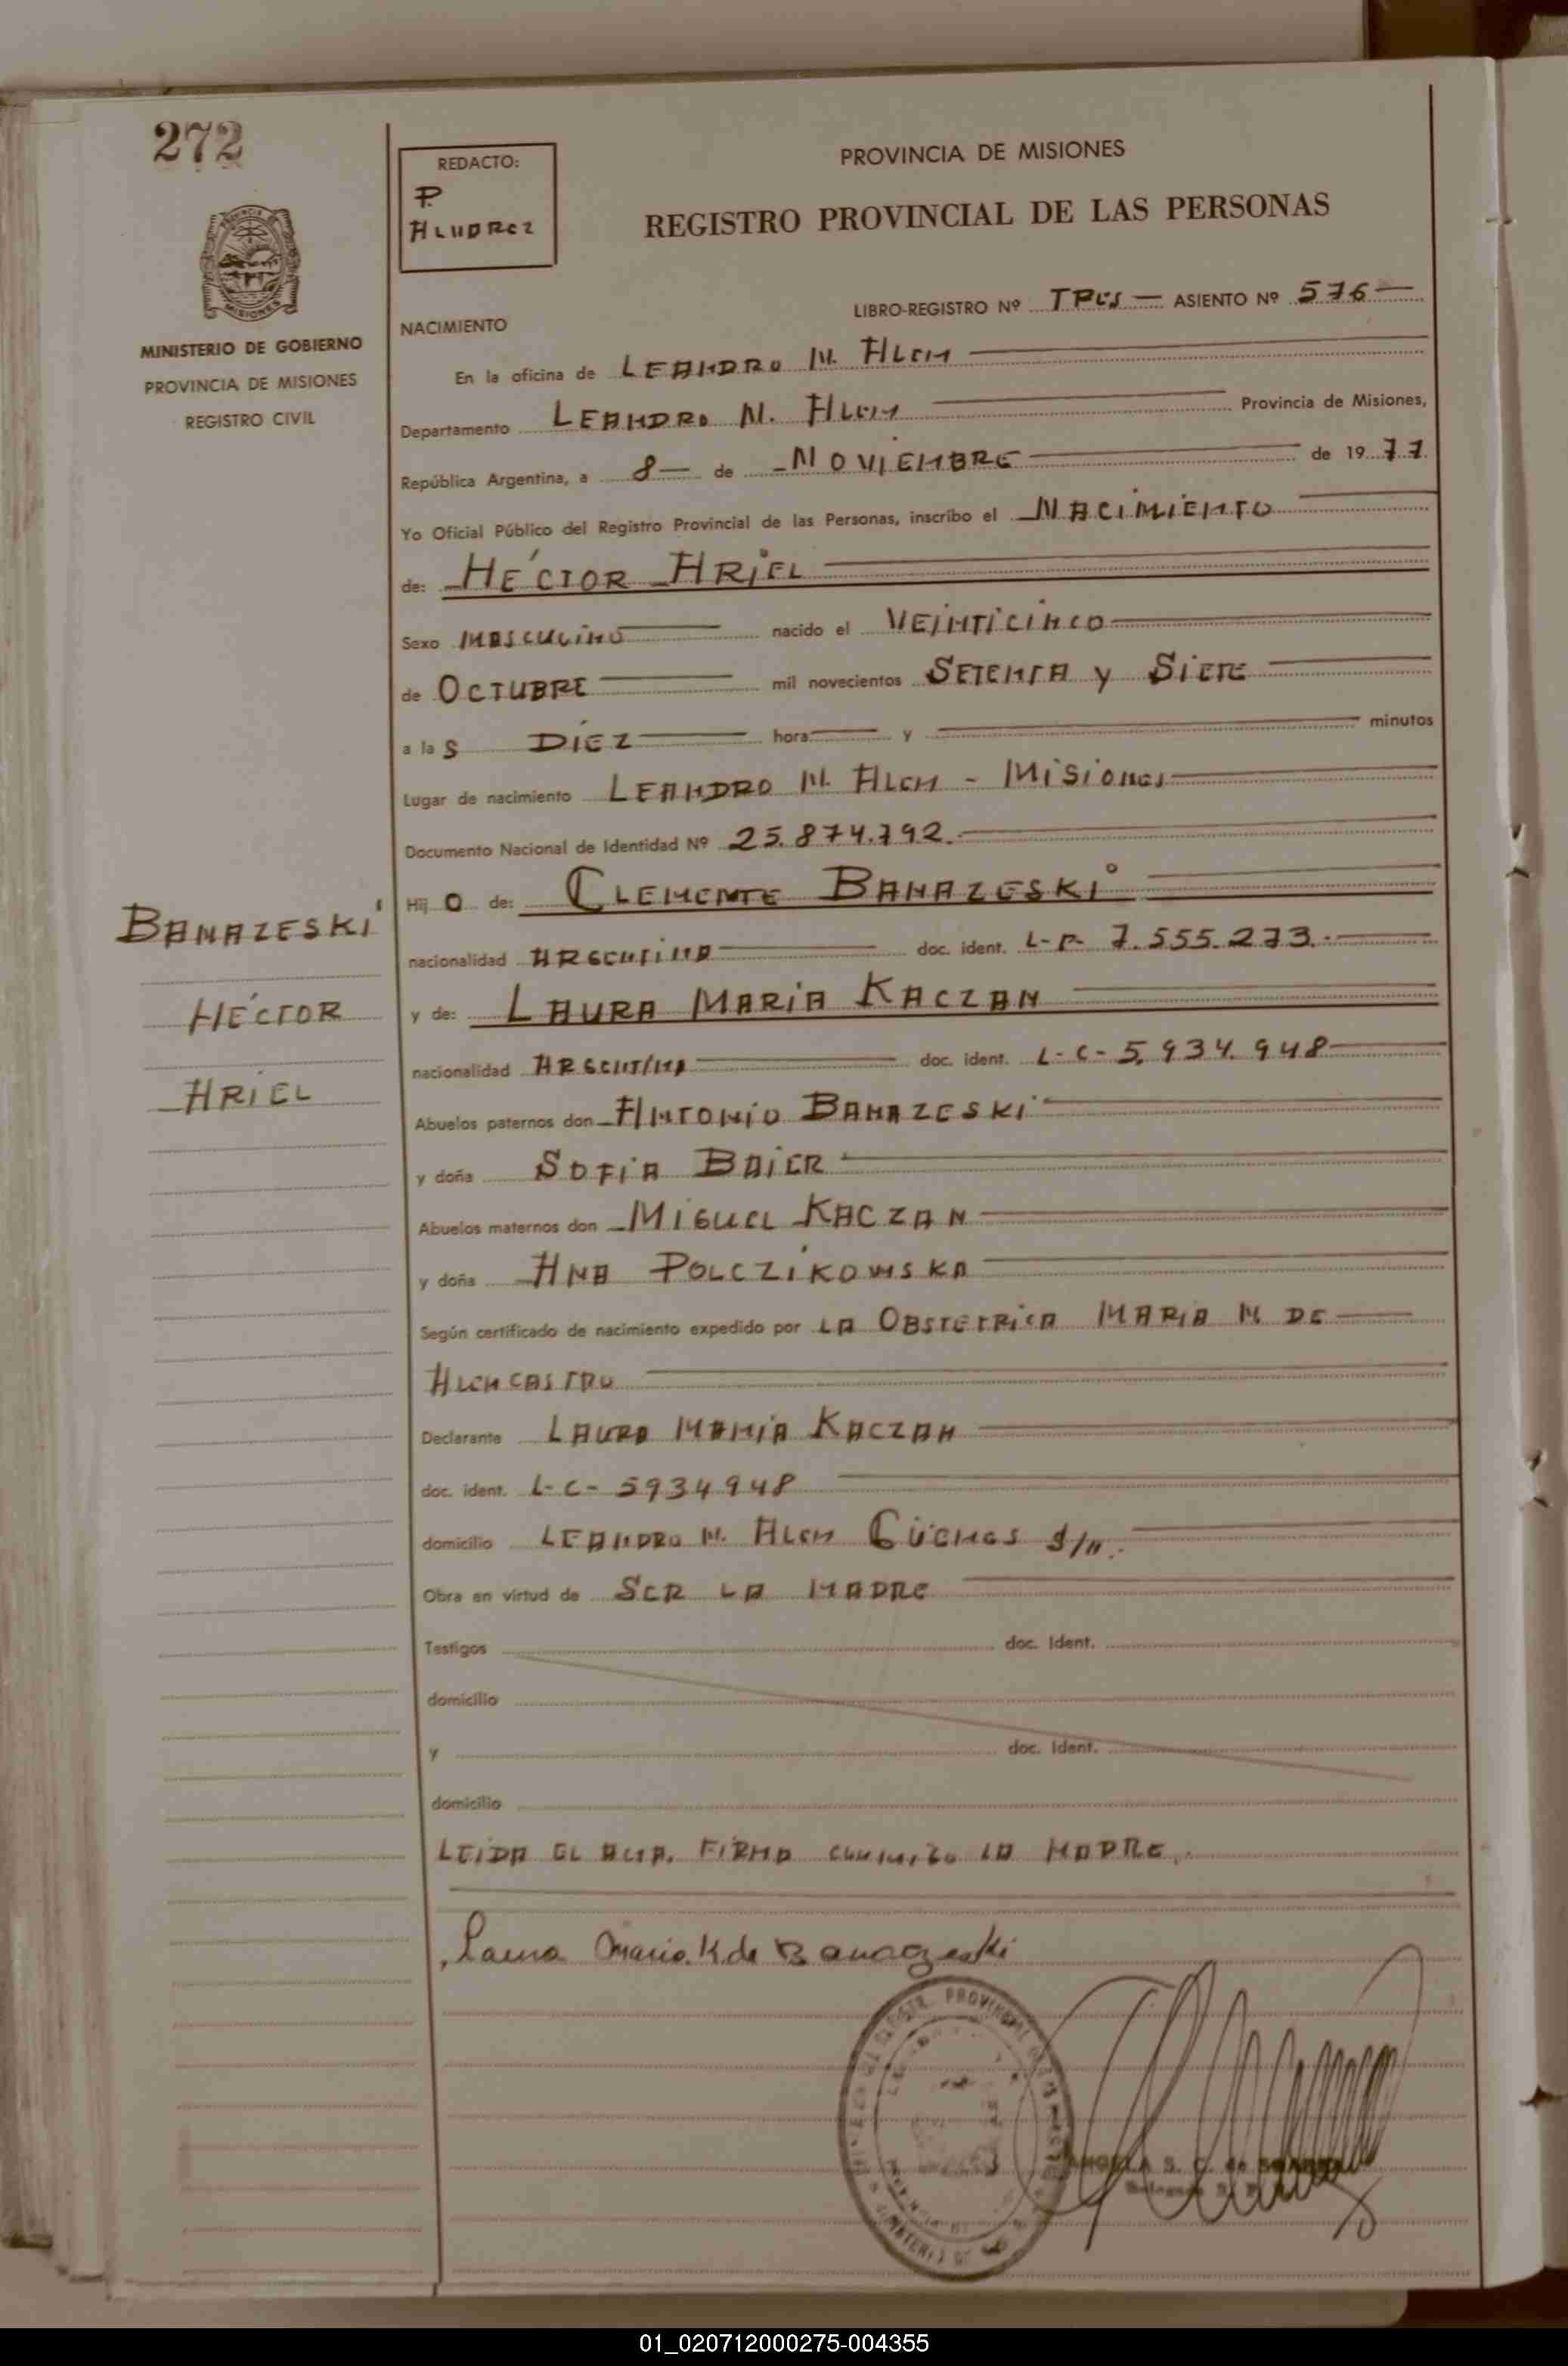 272
REDACTO:
P.
ALVAREZ
PROVINCIA DE MISIONES
REGISTRO PROVINCIAL DE LAS PERSONAS
MINISTERIO DE GOBIERNO
PROVINCIA DE MISIONES
REGISTRO CIVIL
LIBRO-REGISTRO Nº TRES — ASIENTO Nº 576 —
NACIMIENTO
En la oficina de LEANDRO N. ALEM
Departamento LEANDRO N. ALEM Provincia de Misiones,
República Argentina, a 8 — de NOVIEMBRE de 19 77.
Yo Oficial Público del Registro Provincial de las Personas, inscribo el NACIMIENTO
de: HÉCTOR ARIEL
Sexo MASCULINO nacido el VEINTICINCO
de OCTUBRE mil novecientos SETENTA y SIETE
a la S DIEZ hora y minutos
Lugar de nacimiento LEANDRO N. ALEM - MISIONES
Documento Nacional de Identidad Nº 25.874.792.
Hij O de: CLEMENTE BANAZESKI
nacionalidad ARGENTINA doc. ident. 7.555.273.
y de: LAURA MARIA KACZAN
nacionalidad ARGENTINA doc. ident. L-C- 5.934.948
Abuelos paternos don ANTONIO BANAZESKI
y doña SOFIA BAIER
Abuelos maternos don MIGUEL KACZAN
y doña ANA POLCZIKOWSKA
Según certificado de nacimiento expedido por LA OBSTETRICA MARIA M DE
ALENCASTRO
Declarante LAURA MARIA KACZAN
doc. ident. L-C- 5934948
domicilio LEANDRO N. ALEM GÜEMES S/N.
Obra en virtud de SER LA MADRE
Testigos doc. Ident.
domicilio
y doc. Ident.
domicilio
LEIDA EL ACTA. FIRMA CONMIGO LA MADRE.
BANAZESKI
HÉCTOR
ARIEL
Laura Maria K. de Banazeski
01_020712000275-004355